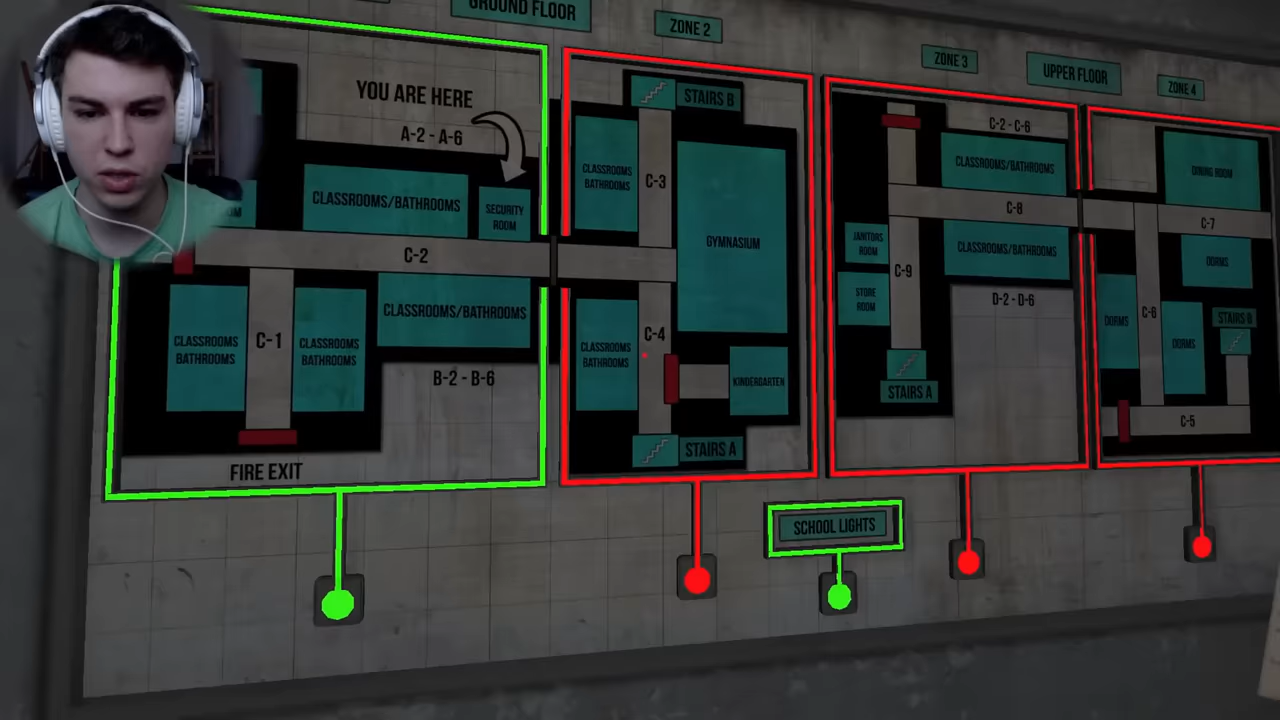 GROUND FLOOR
ZONE 2
ZONE 3
UPPER FLOOR
ZONE 4
YOU ARE HERE
A-2 - A-6
CLASSROOMS/BATHROOMS
SECURITY
ROOM
C-2
CLASSROOMS
BATHROOMS
C-1
CLASSROOMS
BATHROOMS
CLASSROOMS/BATHROOMS
B-2 - B-6
FIRE EXIT
STAIRS B
CLASSROOMS
BATHROOMS
C-3
GYMNASIUM
CLASSROOMS
BATHROOMS
C-4
KINDERGARTEN
STAIRS A
C-2 - C-6
CLASSROOMS/BATHROOMS
C-8
JANITORS
ROOM
CLASSROOMS/BATHROOMS
C-9
STORE
ROOM
D-2 - D-6
STAIRS A
DINING ROOM
C-7
DORMS
DORMS
C-6
DORMS
STAIRS B
C-5
SCHOOL LIGHTS